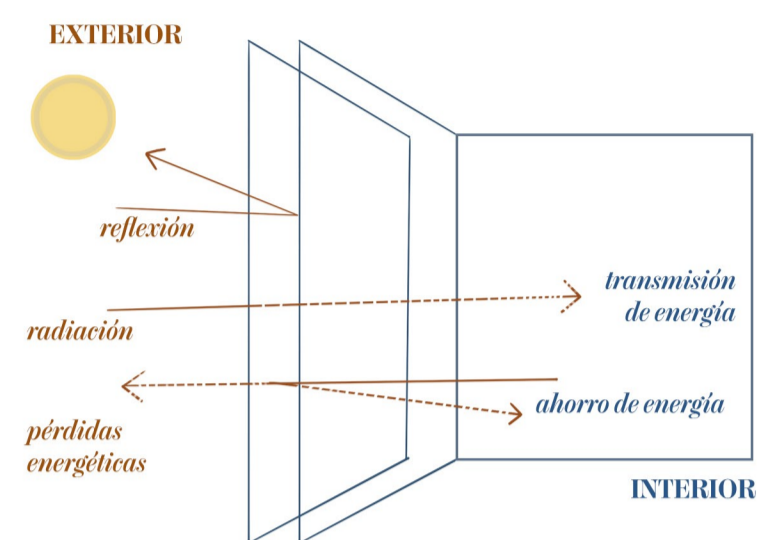 EXTERIOR
reflexión
transmisión
de energía
radiación
ahorro de energía
pérdidas
energéticas
INTERIOR